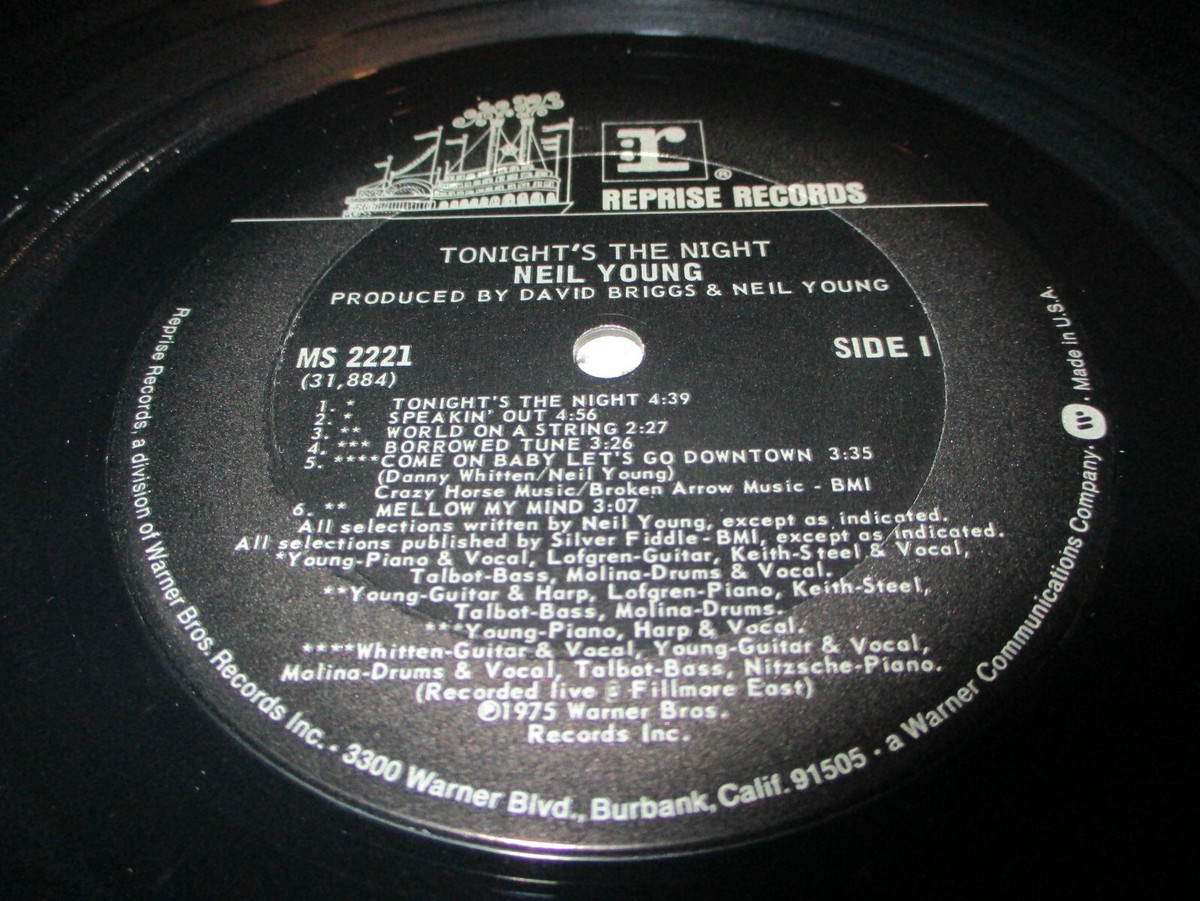 r ®
REPRISE RECORDS
TONIGHT'S THE NIGHT
NEIL YOUNG
PRODUCED BY DAVID BRIGGS & NEIL YOUNG
MS 2221
SIDE 1
(31,884)
1. * TONIGHT'S THE NIGHT 4:39
2. * SPEAKIN' OUT 4:56
3. ** WORLD ON A STRING 2:27
4. *** BORROWED TUNE 3:26
5. ****COME ON BABY LET'S GO DOWNTOWN 3:35
(Danny Whitten/Neil Young)
Crazy Horse Music/Broken Arrow Music - BMI
6. ** MELLOW MY MIND 3:07
All selections written by Neil Young, except as indicated.
All selections published by Silver Fiddle-BMI, except as indicated.
*Young-Piano & Vocal, Lofgren-Guitar, Keith-Steel & Vocal,
Talbot-Bass, Molina-Drums & Vocal.
**Young-Guitar & Harp, Lofgren-Piano, Keith-Steel,
Talbot-Bass, Molina-Drums.
***Young-Piano, Harp & Vocal.
****Whitten-Guitar & Vocal, Young-Guitar & Vocal,
Molina-Drums & Vocal, Talbot-Bass, Nitzsche-Piano.
(Recorded live @ Fillmore East)
℗1975 Warner Bros.
Records Inc.
Reprise Records, a division of Warner Bros. Records Inc. · 3300 Warner Blvd., Burbank, Calif. 91505 · a Warner Communications Company · W · Made in U.S.A.